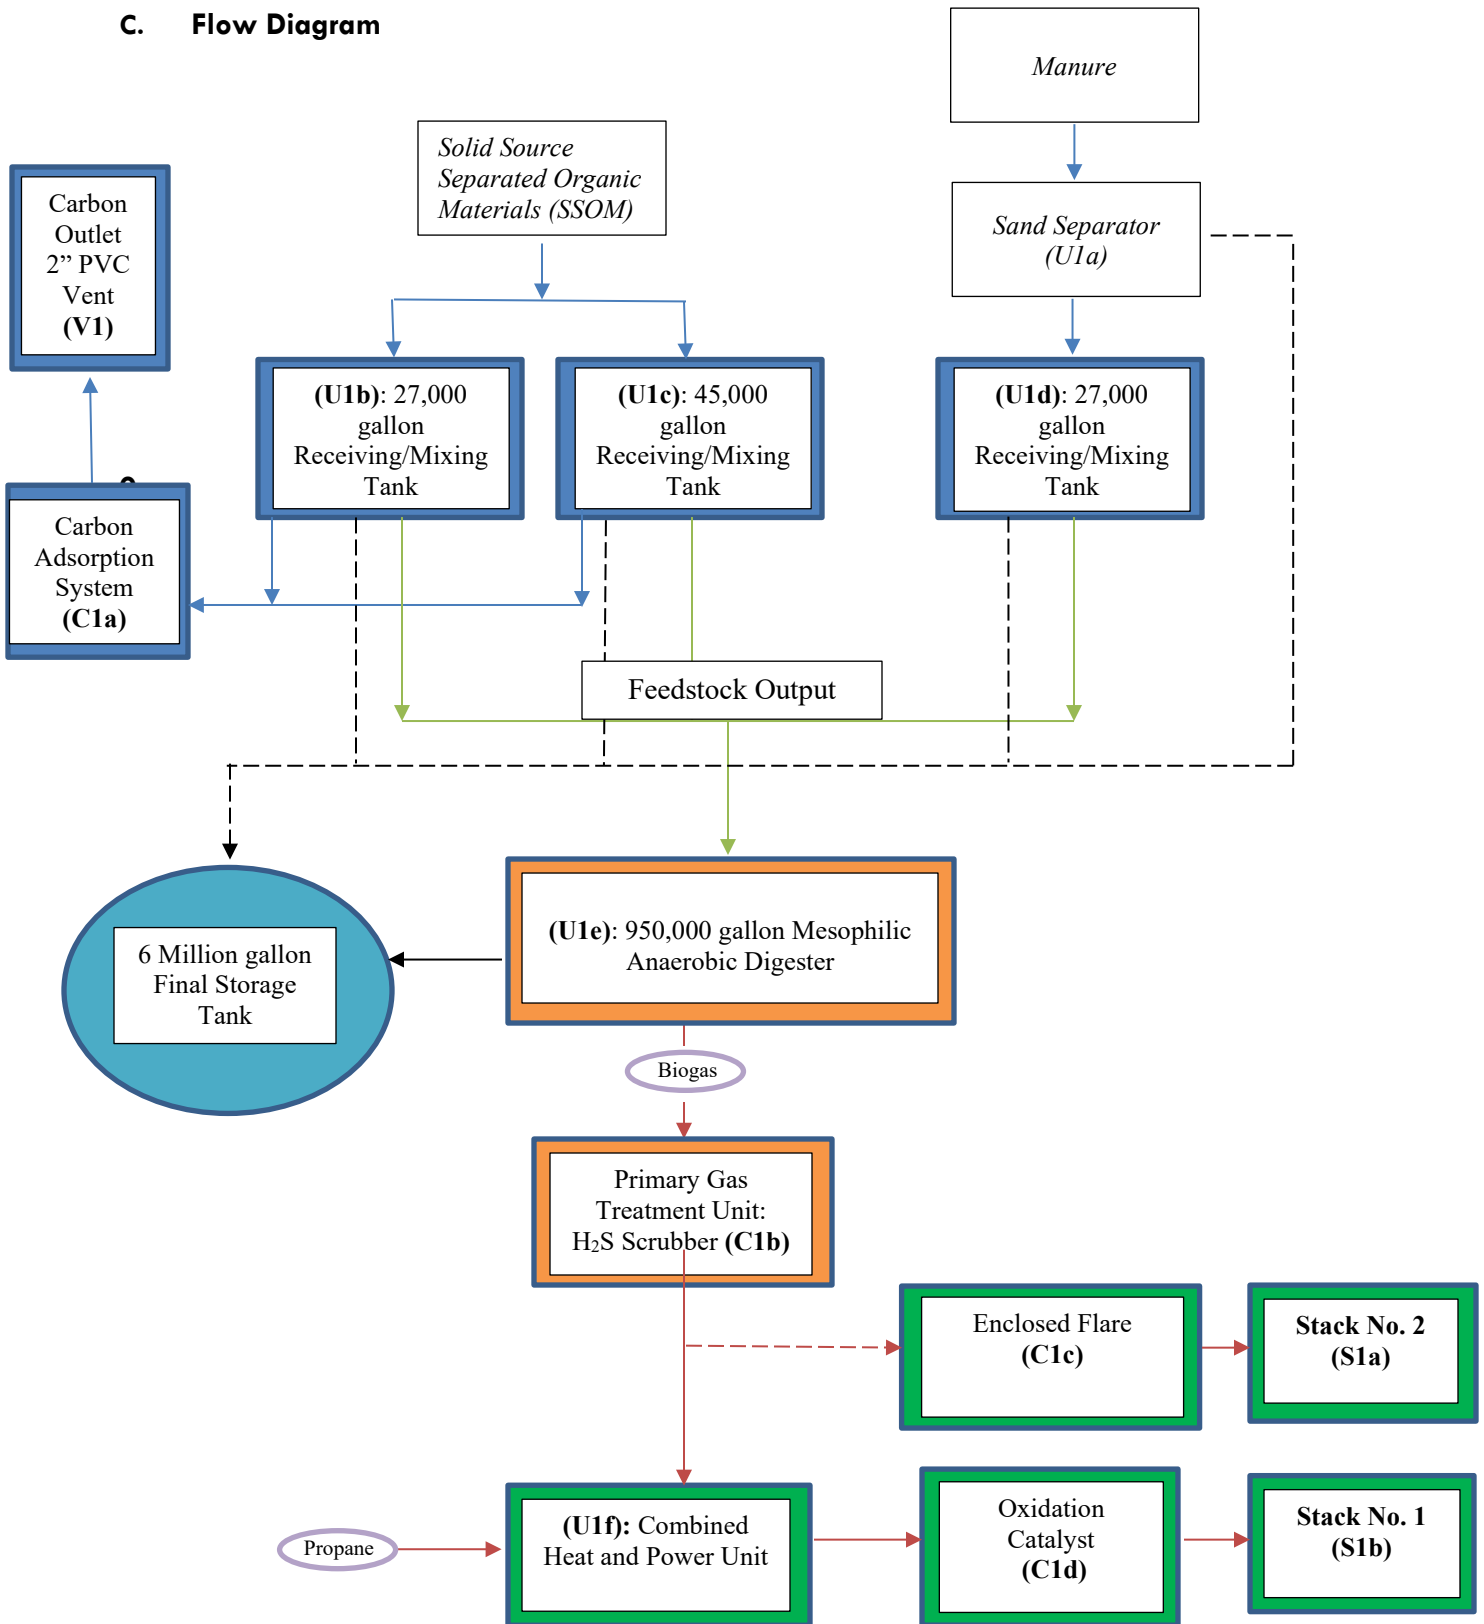 C. Flow Diagram
Manure
Solid Source
Separated Organic
Materials (SSOM)
Carbon
Outlet
2” PVC
Vent
(V1)
Sand Separator
(U1a)
(U1b): 27,000
gallon
Receiving/Mixing
Tank
(U1c): 45,000
gallon
Receiving/Mixing
Tank
(U1d): 27,000
gallon
Receiving/Mixing
Tank
Carbon
Adsorption
System
(C1a)
Feedstock Output
(U1e): 950,000 gallon Mesophilic
Anaerobic Digester
6 Million gallon
Final Storage
Tank
Biogas
Primary Gas
Treatment Unit:
H₂S Scrubber (C1b)
Enclosed Flare
(C1c)
Stack No. 2
(S1a)
(U1f): Combined
Heat and Power Unit
Oxidation
Catalyst
(C1d)
Stack No. 1
(S1b)
Propane